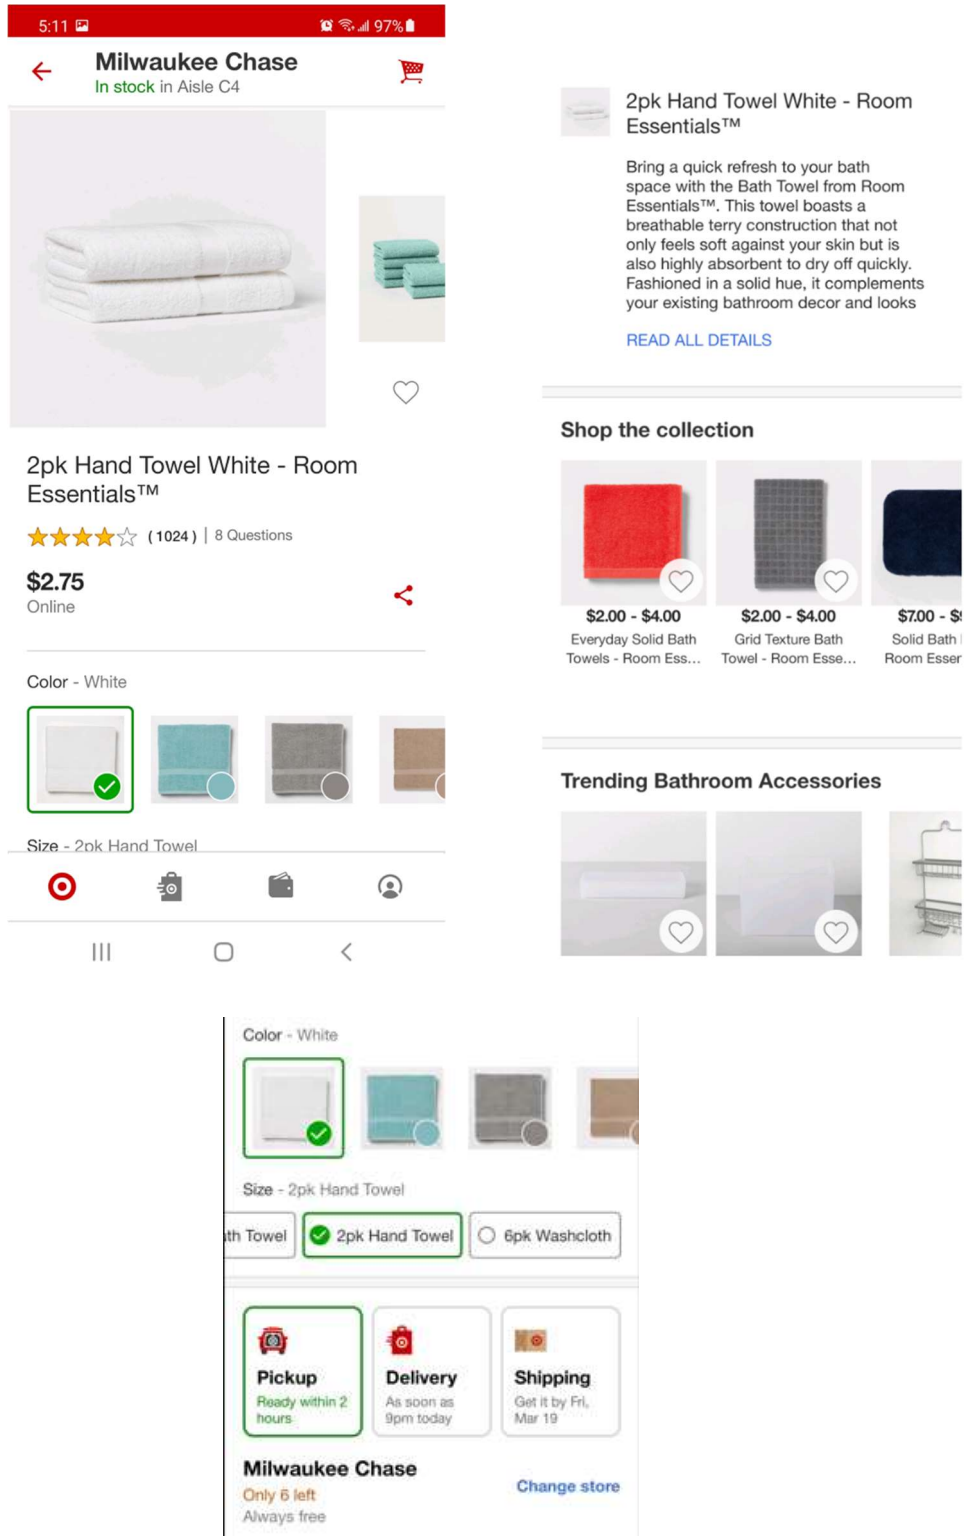 5:11
97%
Milwaukee Chase
In stock in Aisle C4
2pk Hand Towel White - Room
Essentials™
(1024) | 8 Questions
$2.75
Online
Color - White
Size - 2pk Hand Towel
2pk Hand Towel White - Room
Essentials™
Bring a quick refresh to your bath
space with the Bath Towel from Room
Essentials™. This towel boasts a
breathable terry construction that not
only feels soft against your skin but is
also highly absorbent to dry off quickly.
Fashioned in a solid hue, it complements
your existing bathroom decor and looks
READ ALL DETAILS
Shop the collection
$2.00 - $4.00
Everyday Solid Bath
Towels - Room Ess...
$2.00 - $4.00
Grid Texture Bath
Towel - Room Esse...
$7.00 -
Solid Bath
Room Esser
Trending Bathroom Accessories
Color - White
Size - 2pk Hand Towel
th Towel
2pk Hand Towel
6pk Washcloth
Pickup
Ready within 2
hours
Delivery
As soon as
9pm today
Shipping
Get it by Fri,
Mar 19
Milwaukee Chase
Only 6 left
Always free
Change store